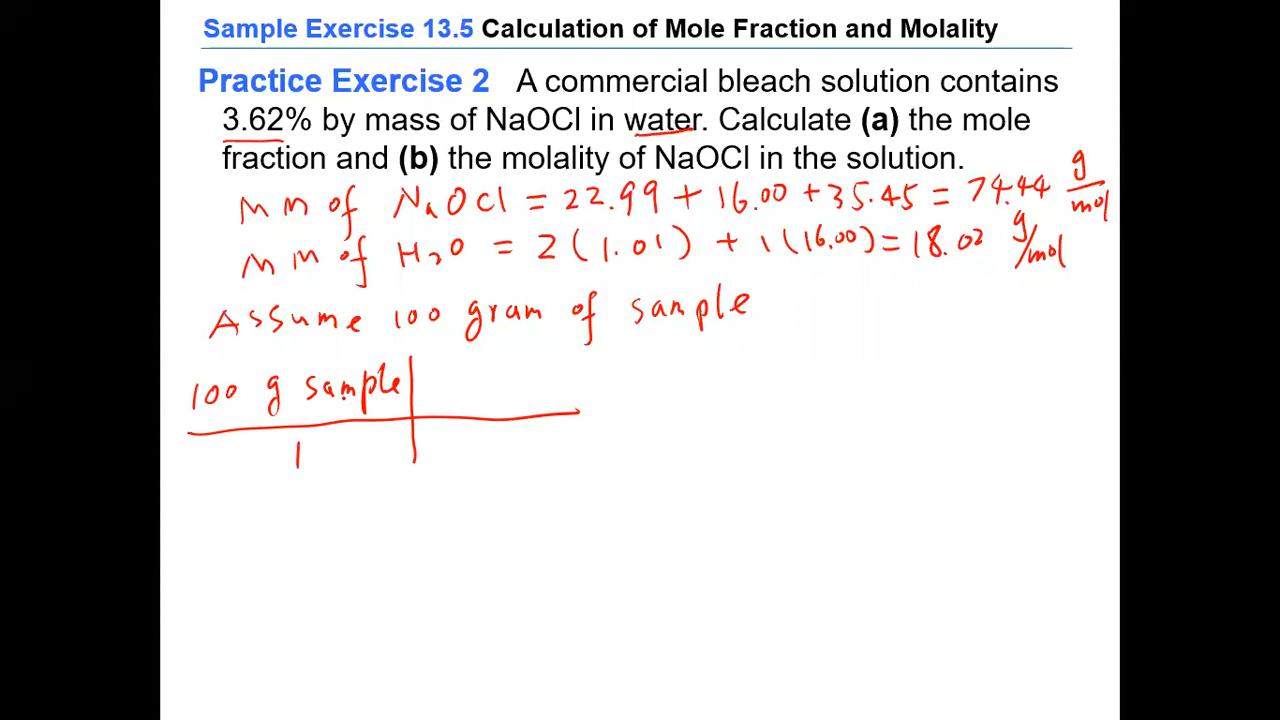 Sample Exercise 13.5 Calculation of Mole Fraction and Molality
Practice Exercise 2 A commercial bleach solution contains
3.62% by mass of NaOCl in water. Calculate (a) the mole
fraction and (b) the molality of NaOCl in the solution.
MM of NaOCl = 22.99 + 16.00 + 35.45 = 74.44 g/mol
MM of H₂O = 2(1.01) + 1(16.00) = 18.02 g/mol
Assume 100 gram of sample
100 g sample
1